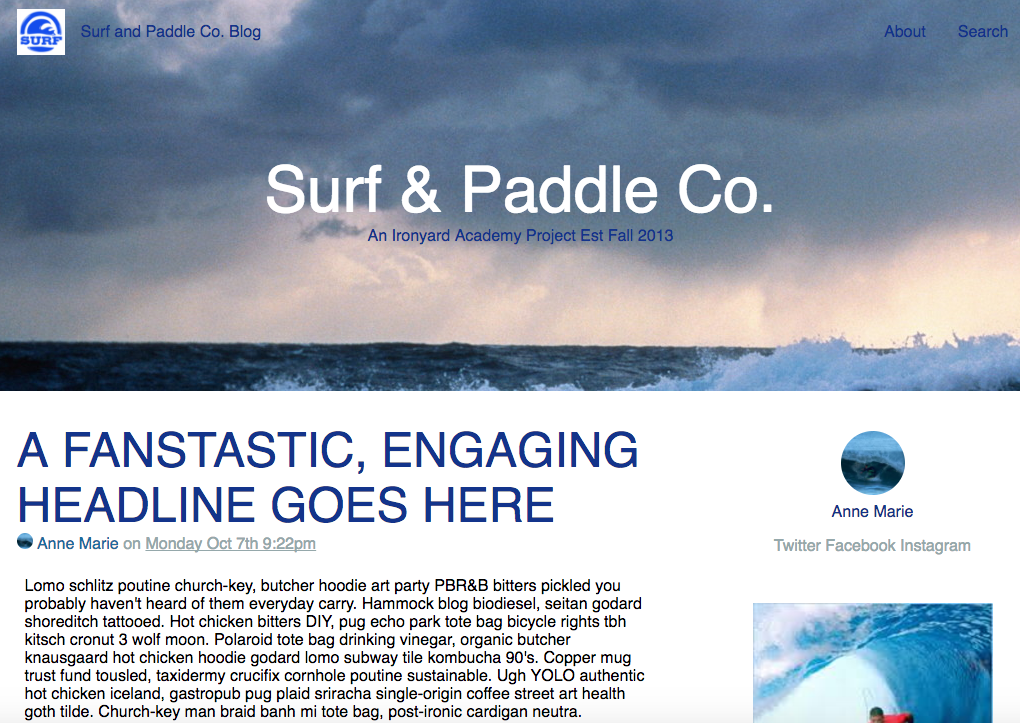 SURF
Surf and Paddle Co. Blog
About Search
Surf & Paddle Co.
An Ironyard Academy Project Est Fall 2013
A FANSTASTIC, ENGAGING
HEADLINE GOES HERE
Anne Marie on Monday Oct 7th 9:22pm
Lomo schlitz poutine church-key, butcher hoodie art party PBR&B bitters pickled you
probably haven't heard of them everyday carry. Hammock blog biodiesel, seitan godard
shoreditch tattooed. Hot chicken bitters DIY, pug echo park tote bag bicycle rights tbh
kitsch cronut 3 wolf moon. Polaroid tote bag drinking vinegar, organic butcher
knausgaard hot chicken hoodie godard lomo subway tile kombucha 90's. Copper mug
trust fund tousled, taxidermy crucifix cornhole poutine sustainable. Ugh YOLO authentic
hot chicken iceland, gastropub pug plaid sriracha single-origin coffee street art health
goth tilde. Church-key man braid banh mi tote bag, post-ironic cardigan neutra.
Anne Marie
Twitter Facebook Instagram